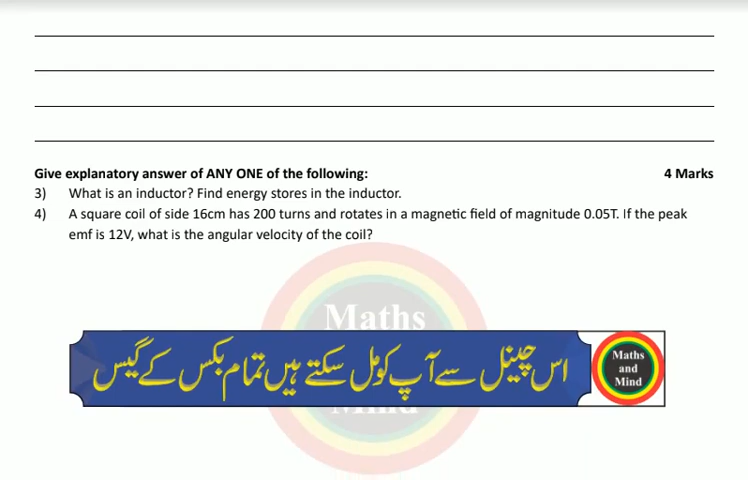 Give explanatory answer of ANY ONE of the following: 4 Marks
3) What is an inductor? Find energy stores in the inductor.
4) A square coil of side 16cm has 200 turns and rotates in a magnetic field of magnitude 0.05T. If the peak
emf is 12V, what is the angular velocity of the coil?
Maths
اس چینل سے آپ کو مل سکتے ہیں تمام بکس کے گیس
Maths
and
Mind
Mind